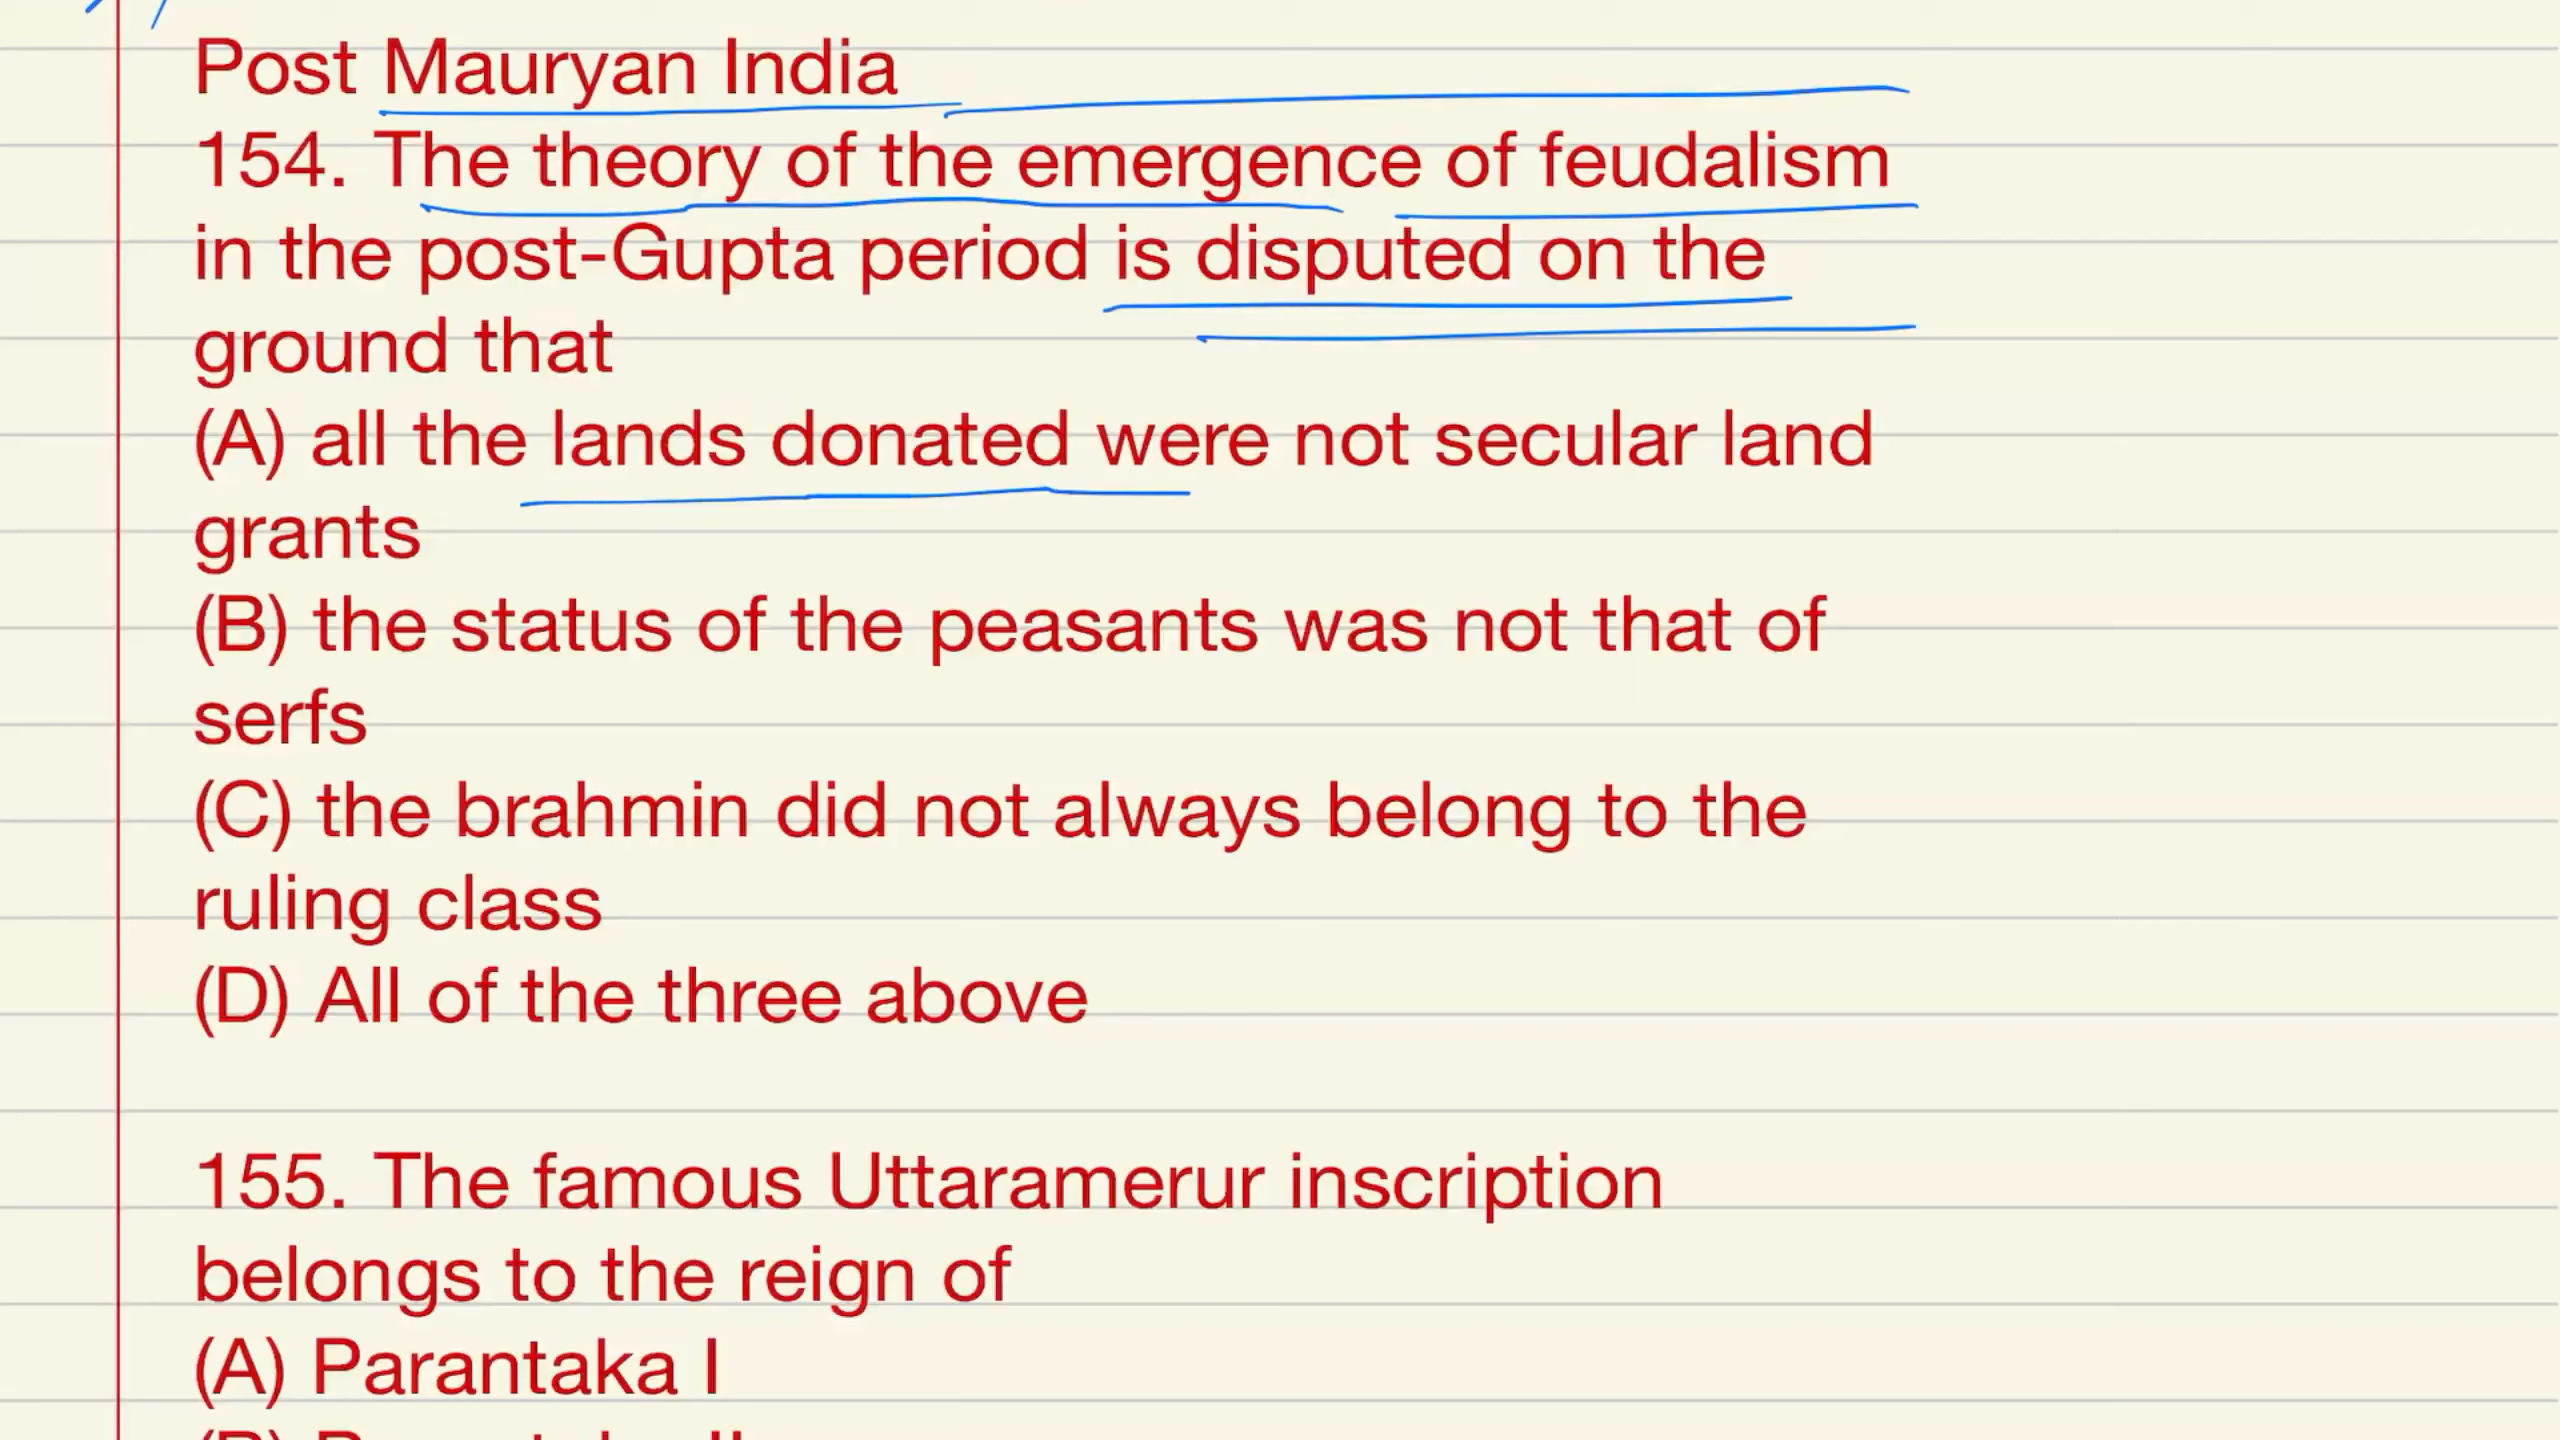 Post Mauryan India
154. The theory of the emergence of feudalism
in the post-Gupta period is disputed on the
ground that
(A) all the lands donated were not secular land
grants
(B) the status of the peasants was not that of
serfs
(C) the brahmin did not always belong to the
ruling class
(D) All of the three above
155. The famous Uttaramerur inscription
belongs to the reign of
(A) Parantaka I